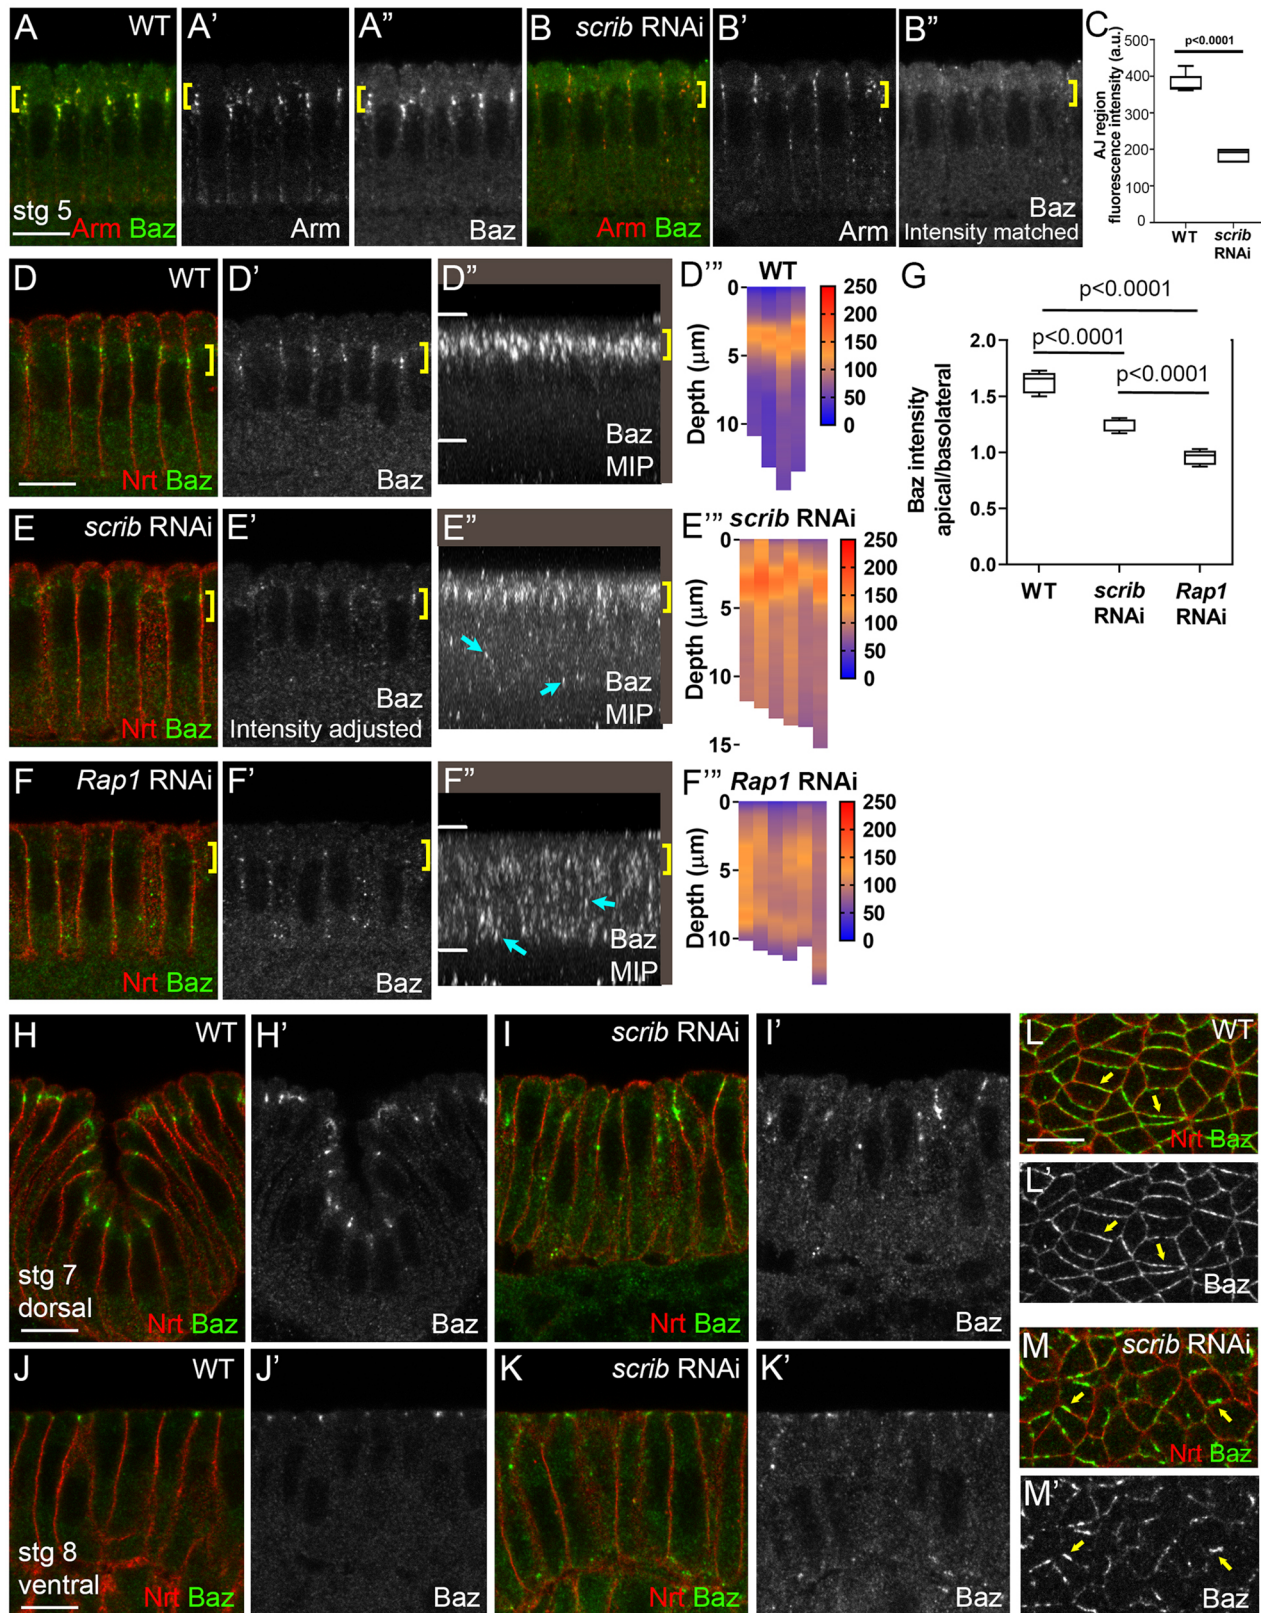 A WT
A'
A"
B scrib RNAi
B'
B"
C
stg 5
Arm Baz
Arm
Baz
Arm Baz
Arm
Baz
Intensity matched
AJ region
fluorescence intensity (a.u.)
500
400
300
200
100
0
p<0.0001
WT
scrib
RNAi
D WT
D'
D"
D'"
WT
Nrt Baz
Baz
Baz
MIP
Depth (μm)
0
5
10
250
200
150
100
50
0
G
Baz intensity
apical/basolateral
2.0
1.5
1.0
0.5
0.0
p<0.0001
p<0.0001
p<0.0001
WT
scrib
RNAi
Rap1
RNAi
E
scrib RNAi
E'
E"
E'"
scrib RNAi
Nrt Baz
Baz
Intensity adjusted
Baz
MIP
Depth (μm)
0
5
10
15
250
200
150
100
50
0
F
Rap1 RNAi
F'
F"
F'"
Rap1 RNAi
Nrt Baz
Baz
Baz
MIP
Depth (μm)
0
5
10
250
200
150
100
50
0
H WT
H'
I scrib RNAi
I'
stg 7
dorsal
Nrt Baz
Baz
Nrt Baz
Baz
J WT
J'
K scrib RNAi
K'
stg 8
ventral
Nrt Baz
Baz
Nrt Baz
Baz
L WT
Nrt Baz
L'
Baz
M scrib RNAi
Nrt Baz
M'
Baz